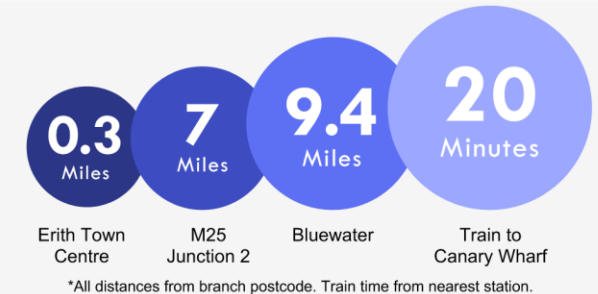 0.3
Miles
7
Miles
9.4
Miles
20
Minutes
Erith Town
Centre
M25
Junction 2
Bluewater
Train to
Canary Wharf
*All distances from branch postcode. Train time from nearest station.